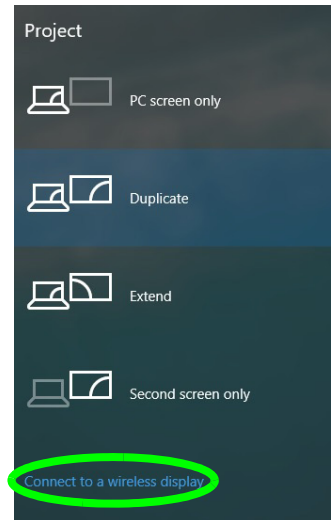 Project
PC screen only
Duplicate
Extend
Second screen only
Connect to a wireless display